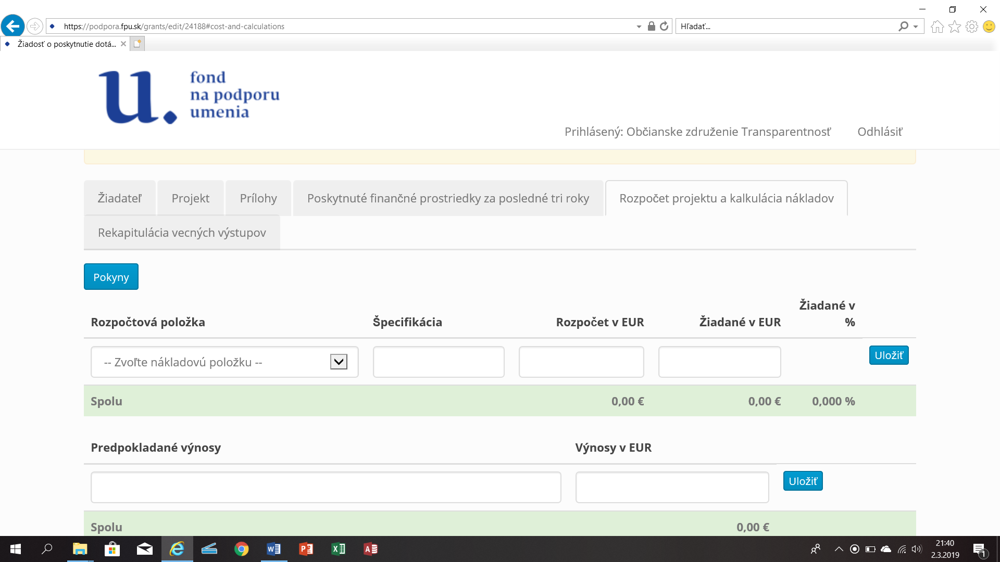 https://podpora.fpu.sk/grants/edit/24188#cost-and-calculations
Hľadať...
Žiadosť o poskytnutie dotá...
u.
fond
na podporu
umenia
Prihlásený: Občianske združenie Transparentnosť
Odhlásiť
Žiadateľ
Projekt
Prílohy
Poskytnuté finančné prostriedky za posledné tri roky
Rozpočet projektu a kalkulácia nákladov
Rekapitulácia vecných výstupov
Pokyny
Rozpočtová položka
Špecifikácia
Rozpočet v EUR
Žiadané v EUR
Žiadané v
%
-- Zvoľte nákladovú položku --
Uložiť
Spolu
0,00 €
0,00 €
0,000 %
Predpokladané výnosy
Výnosy v EUR
Uložiť
Spolu
0,00 €
21:40
2.3.2019
1